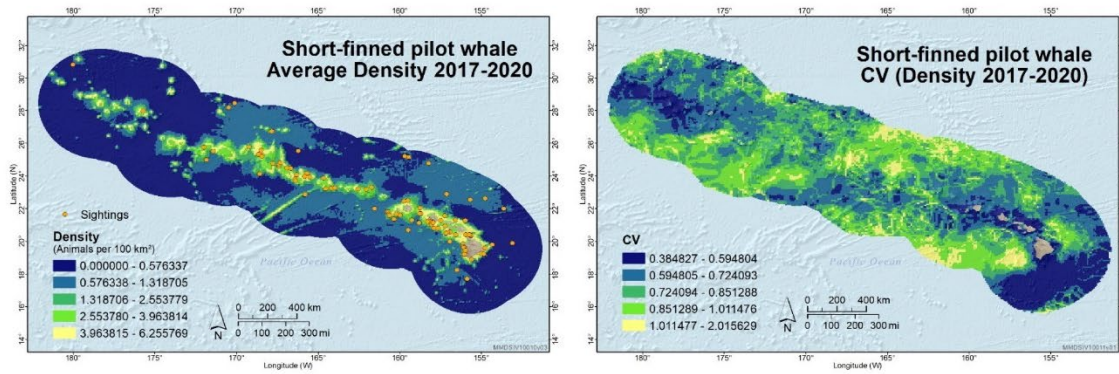 Short-finned pilot whale
Average Density 2017-2020
32°
30°
28°
26°
24°
22°
20°
18°
16°
14°
Latitude (N)
Sightings
Density
(Animals per 100 km²)
0.000000 - 0.576337
0.576338 - 1.318705
1.318706 - 2.553779
2.553780 - 3.963814
3.963815 - 6.255769
Pacific Ocean
N
0 200 400 km
0 100 200 300 mi
180° 175° 170° 165° 160° 155°
Longitude (W)
Short-finned pilot whale
CV (Density 2017-2020)
32°
30°
28°
26°
24°
22°
20°
18°
16°
14°
Latitude (N)
CV
0.384827 - 0.594804
0.594805 - 0.724093
0.724094 - 0.851288
0.851289 - 1.011476
1.011477 - 2.015629
Pacific Ocean
N
0 200 400 km
0 100 200 300 mi
180° 175° 170° 165° 160° 155°
Longitude (W)